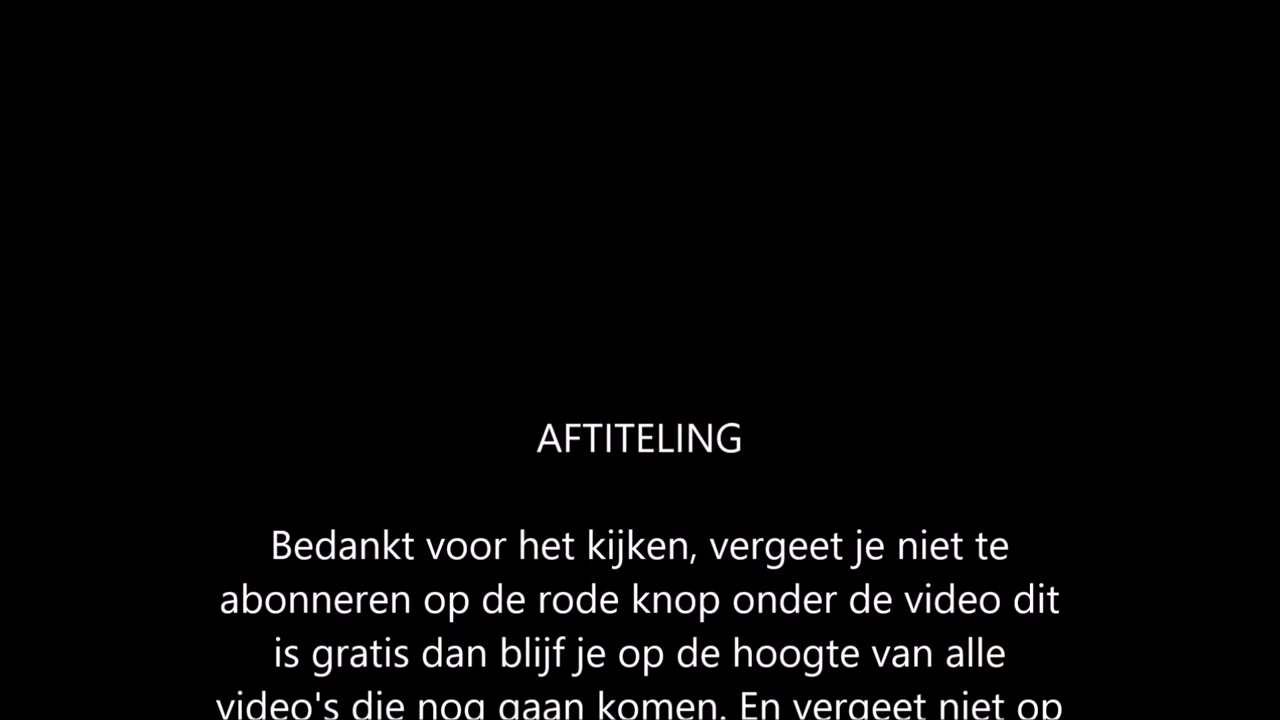 AFTITELING
Bedankt voor het kijken, vergeet je niet te
abonneren op de rode knop onder de video dit
is gratis dan blijf je op de hoogte van alle
video's die nog gaan komen. En vergeet niet op